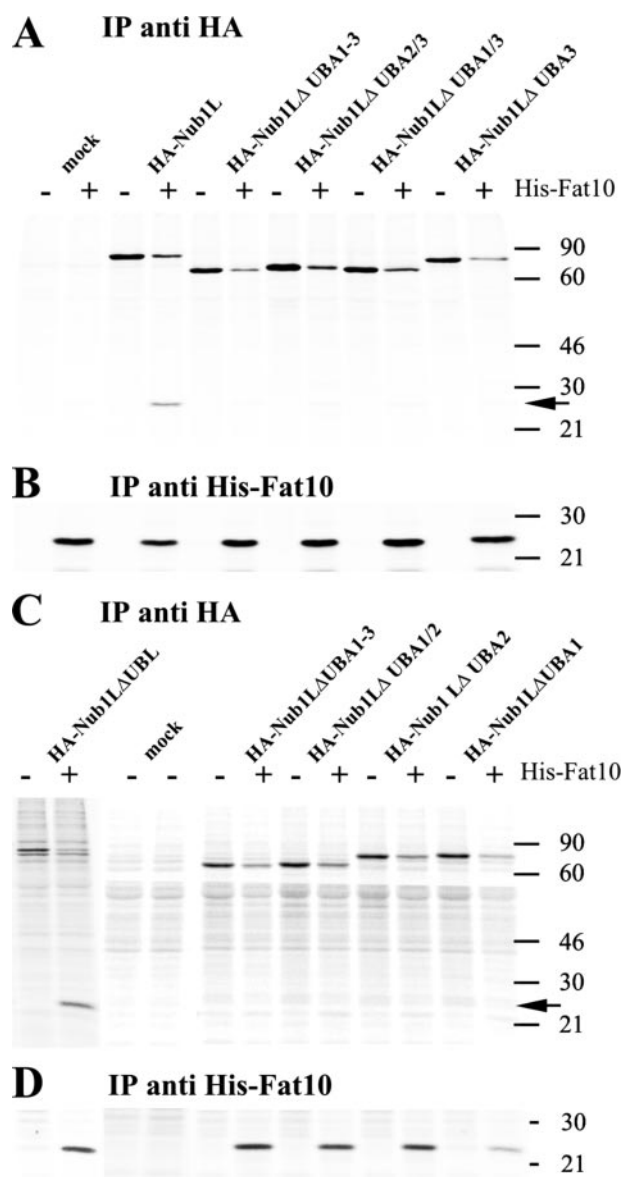 A IP anti HA
mock HA-Nub1L HA-Nub1LΔ UBA1-3 HA-Nub1LΔ UBA2/3 HA-Nub1LΔ UBA1/3 HA-Nub1LΔ UBA3
- + - + - + - + - + - + His-Fat10
90
60
46
30
21
B IP anti His-Fat10
30
21
C IP anti HA
HA-Nub1LΔUBL mock HA-Nub1LΔUBA1-3 HA-Nub1LΔ UBA1/2 HA-Nub1 LΔ UBA2 HA-Nub1LΔUBA1
- + - - - + - + - + - + His-Fat10
90
60
46
30
21
D IP anti His-Fat10
30
21